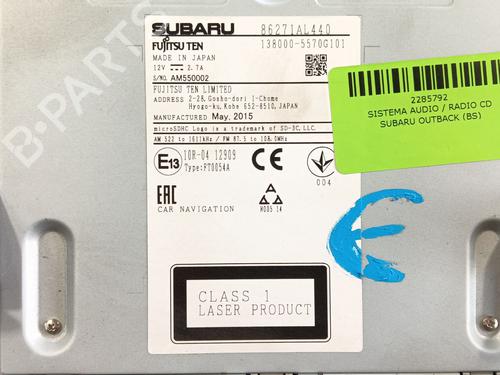 SUBARU 86271AL440
FUJITSU TEN 138000-5570G101
MADE IN JAPAN
12V 2.7A
S/NO. AM550002
FUJITSU TEN LIMITED
ADDRESS 2-28, Gosho-dori 1-Chome
Hyogo-ku, Kobe 652-8510, JAPAN
MANUFACTURED May, 2015
microSDHC Logo is a trademark of SD-3C, LLC.
AM 522 to 1611kHz / FM 87.5 to 108.0MHz
E13 10R-04 12909
Type:FT0054A
CE
004
EAC
CAR NAVIGATION
M005 14
CLASS 1
LASER PRODUCT
2285792
SISTEMA AUDIO / RADIO CD
SUBARU OUTBACK (BS)
€
B-PARTS